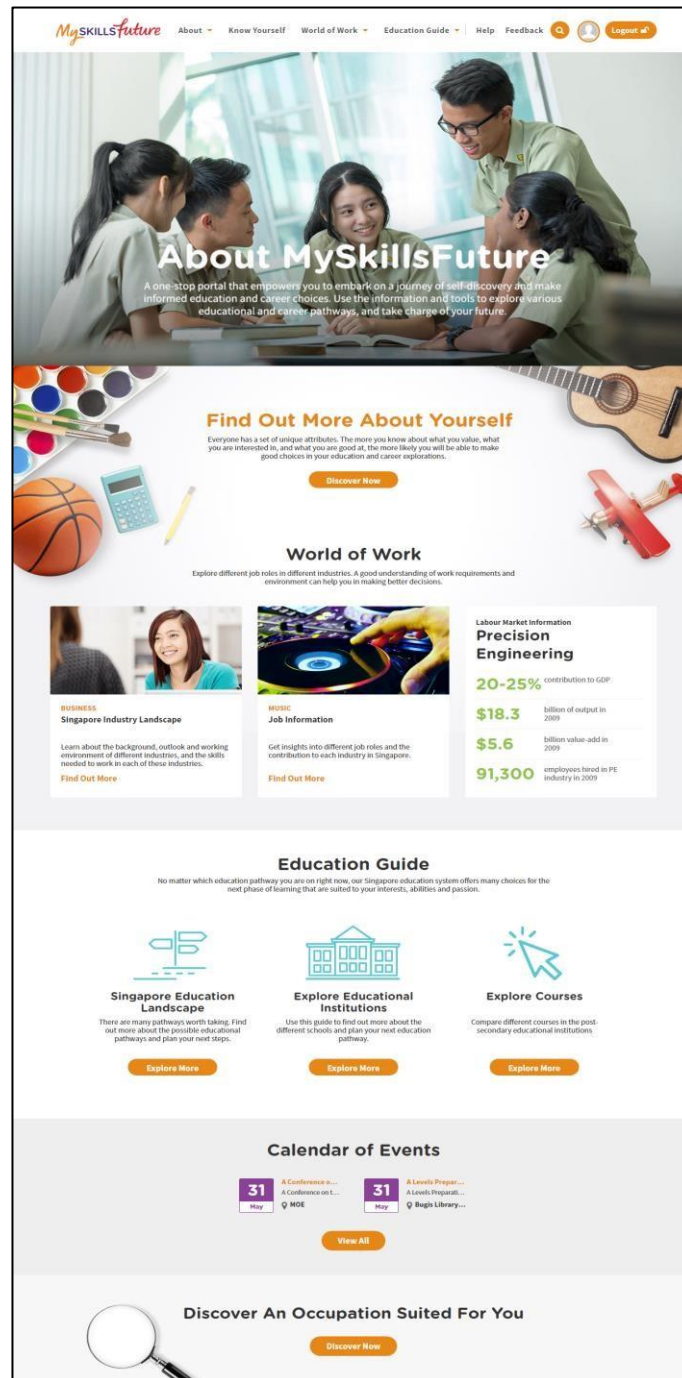 MySKILLSfuture About Know Yourself World of Work Education Guide Help Feedback Logout
About MySkillsFuture
A one-stop portal that empowers you to embark on a journey of self-discovery and make
informed education and career choices. Use the information and tools to explore various
educational and career pathways, and take charge of your future.
Find Out More About Yourself
Everyone has a set of unique attributes. The more you know about what you value, what
you are interested in, and what you are good at, the more likely you will be able to make
good choices in your education and career explorations.
Discover Now
World of Work
Explore different job roles in different industries. A good understanding of work requirements and
environment can help you in making better decisions.
BUSINESS
Singapore Industry Landscape
Learn about the background, outlook and working
environment of different industries, and the skills
needed to work in each of these industries.
Find Out More
MUSIC
Job Information
Get insights into different job roles and the
contribution to each industry in Singapore.
Find Out More
Labour Market Information
Precision
Engineering
20-25% contribution to GDP
$18.3 billion of output in
2009
$5.6 billion value-add in
2009
91,300 employees hired in PE
industry in 2009
Education Guide
No matter which education pathway you are on right now, our Singapore education system offers many choices for the
next phase of learning that are suited to your interests, abilities and passion.
Singapore Education
Landscape
There are many pathways worth taking. Find
out more about the possible educational
pathways and plan your next steps.
Explore More
Explore Educational
Institutions
Use this guide to find out more about the
different schools and plan your next education
pathway.
Explore More
Explore Courses
Compare different courses in the post-
secondary educational institutions
Explore More
Calendar of Events
31
May
A Conference o...
A Conference on t...
MOE
31
May
A Levels Prepar...
A Levels Preparati...
Bugis Library...
View All
Discover An Occupation Suited For You
Discover Now